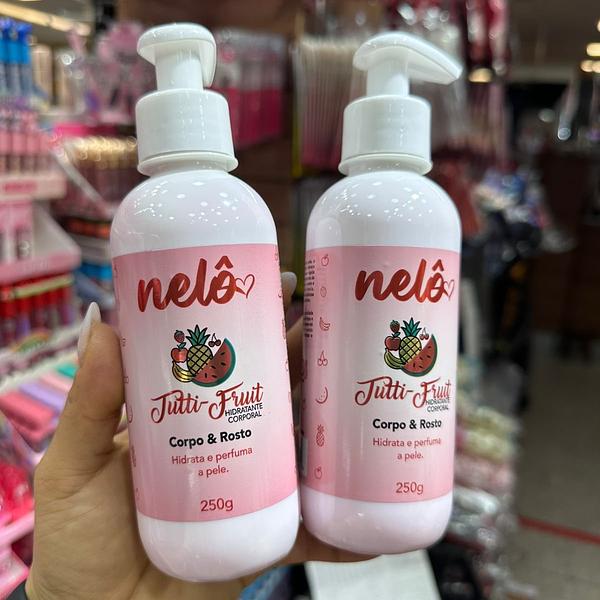 nelô
Tutti-Fruit
HIDRATANTE
CORPORAL
Corpo & Rosto
Hidrata e perfuma
a pele.
250g
nelô
Tutti-Fruit
HIDRATANTE
CORPORAL
Corpo & Rosto
Hidrata e perfuma
a pele.
250g